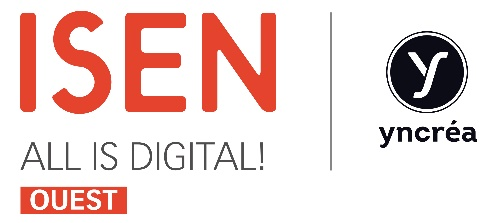 ISEN
ALL IS DIGITAL!
OUEST
y
yncréa